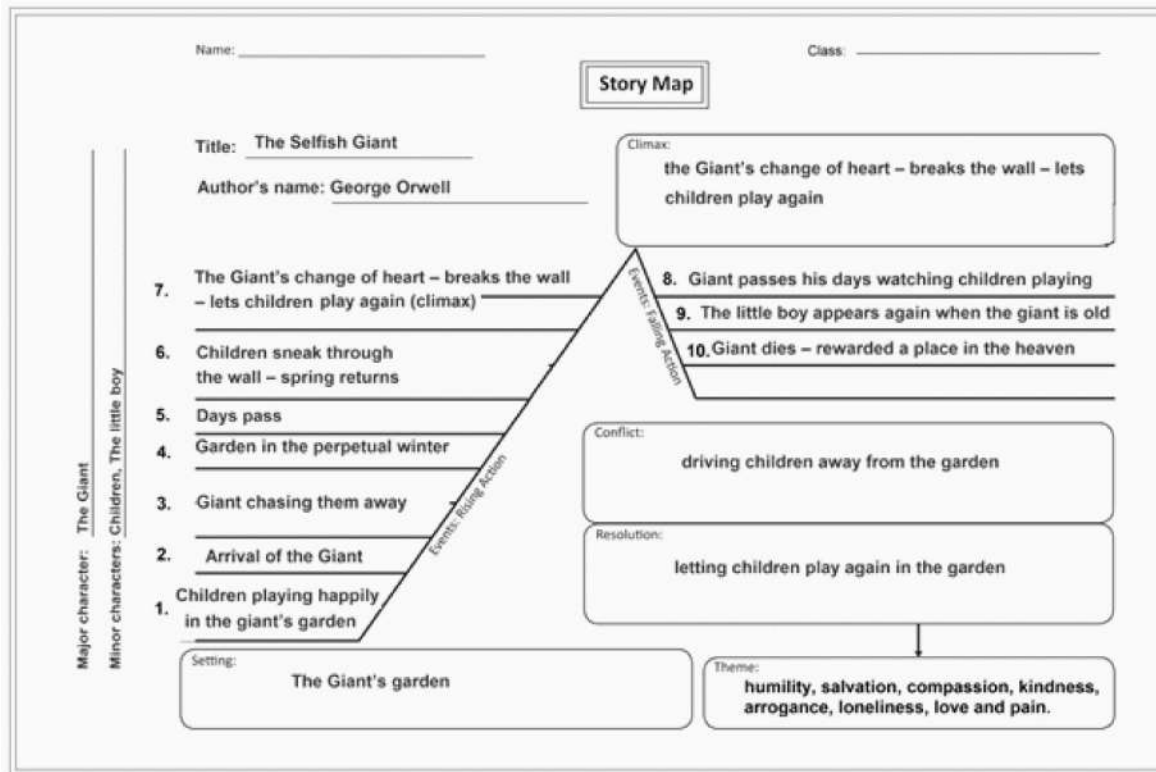 Name:
Class:
Story Map
Title: The Selfish Giant
Author's name: George Orwell
Climax:
the Giant's change of heart – breaks the wall – lets
children play again
7. The Giant's change of heart – breaks the wall
– lets children play again (climax)
6. Children sneak through
the wall – spring returns
5. Days pass
4. Garden in the perpetual winter
3. Giant chasing them away
2. Arrival of the Giant
1. Children playing happily
in the giant's garden
Events: Rising Action
Events: Falling Action
8. Giant passes his days watching children playing
9. The little boy appears again when the giant is old
10. Giant dies – rewarded a place in the heaven
Conflict:
driving children away from the garden
Resolution:
letting children play again in the garden
Setting:
The Giant's garden
Theme:
humility, salvation, compassion, kindness,
arrogance, loneliness, love and pain.
Major character: The Giant
Minor characters: Children, The little boy